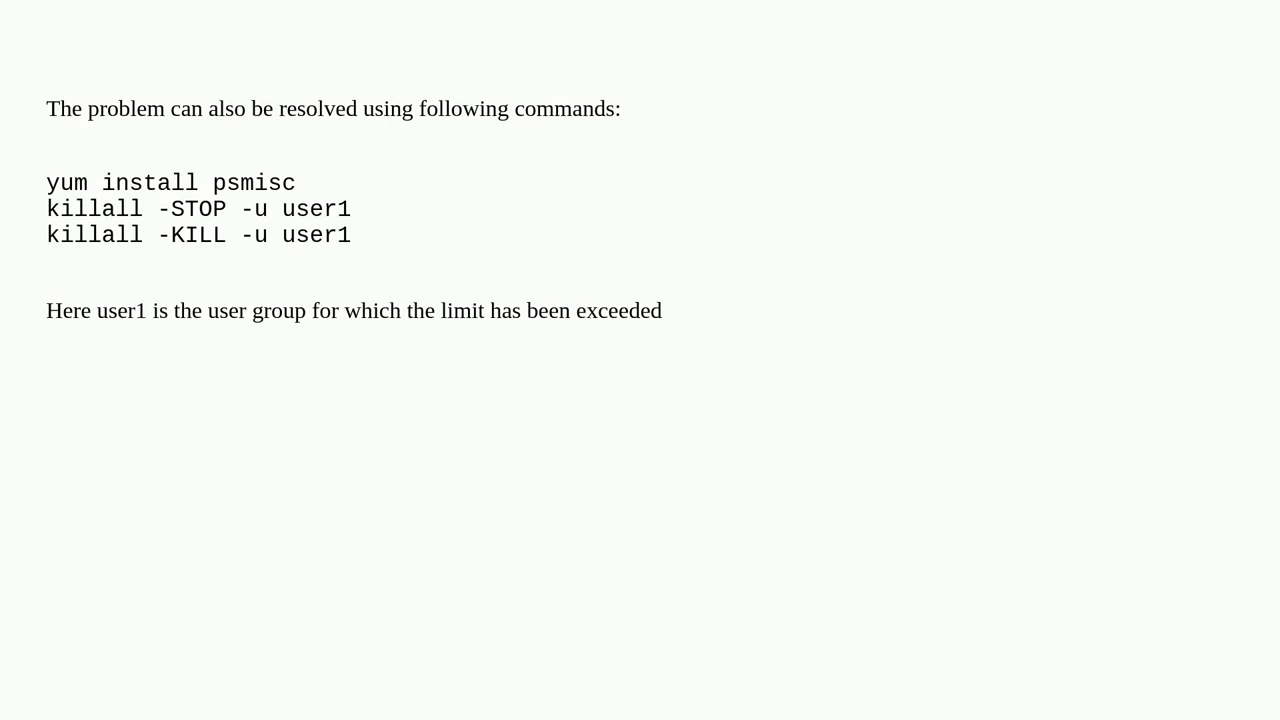 The problem can also be resolved using following commands:
yum install psmisc
killall -STOP -u user1
killall -KILL -u user1
Here user1 is the user group for which the limit has been exceeded